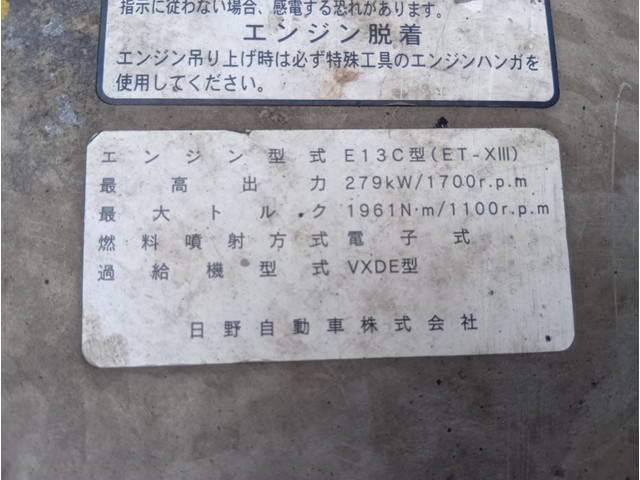 指示に従わない場合、感電する恐れがあります。
エンジン脱着
エンジン吊り上げ時は必ず特殊工具のエンジンハンガを
使用してください。
エンジン型式 E13C型(ET-XIII)
最高出力 279kW/1700r.p.m
最大トルク 1961N·m/1100r.p.m
燃料噴射方式 電子式
過給機型式 VXDE型
日野自動車株式会社